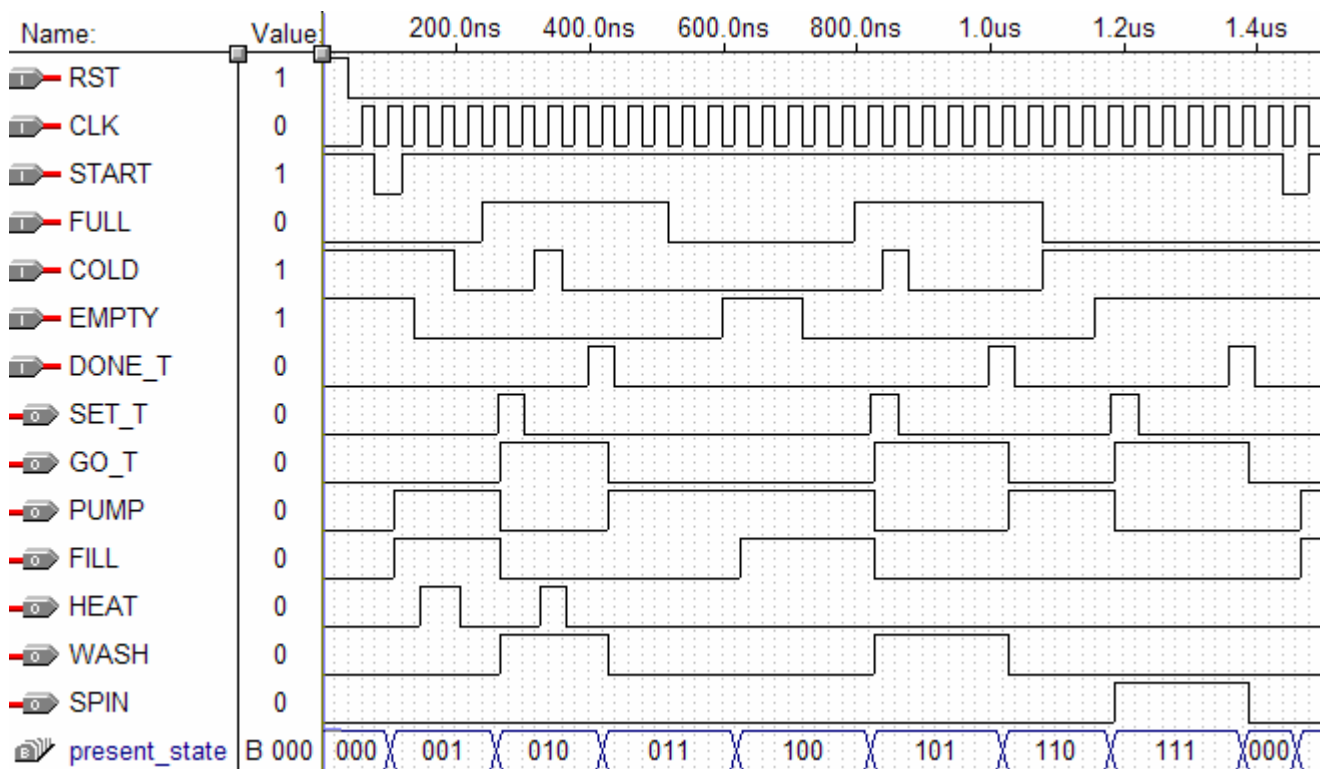 Name: Value: 200.0ns 400.0ns 600.0ns 800.0ns 1.0us 1.2us 1.4us
RST 1
CLK 0
START 1
FULL 0
COLD 1
EMPTY 1
DONE_T 0
SET_T 0
GO_T 0
PUMP 0
FILL 0
HEAT 0
WASH 0
SPIN 0
present_state B 000 000 001 010 011 100 101 110 111 000